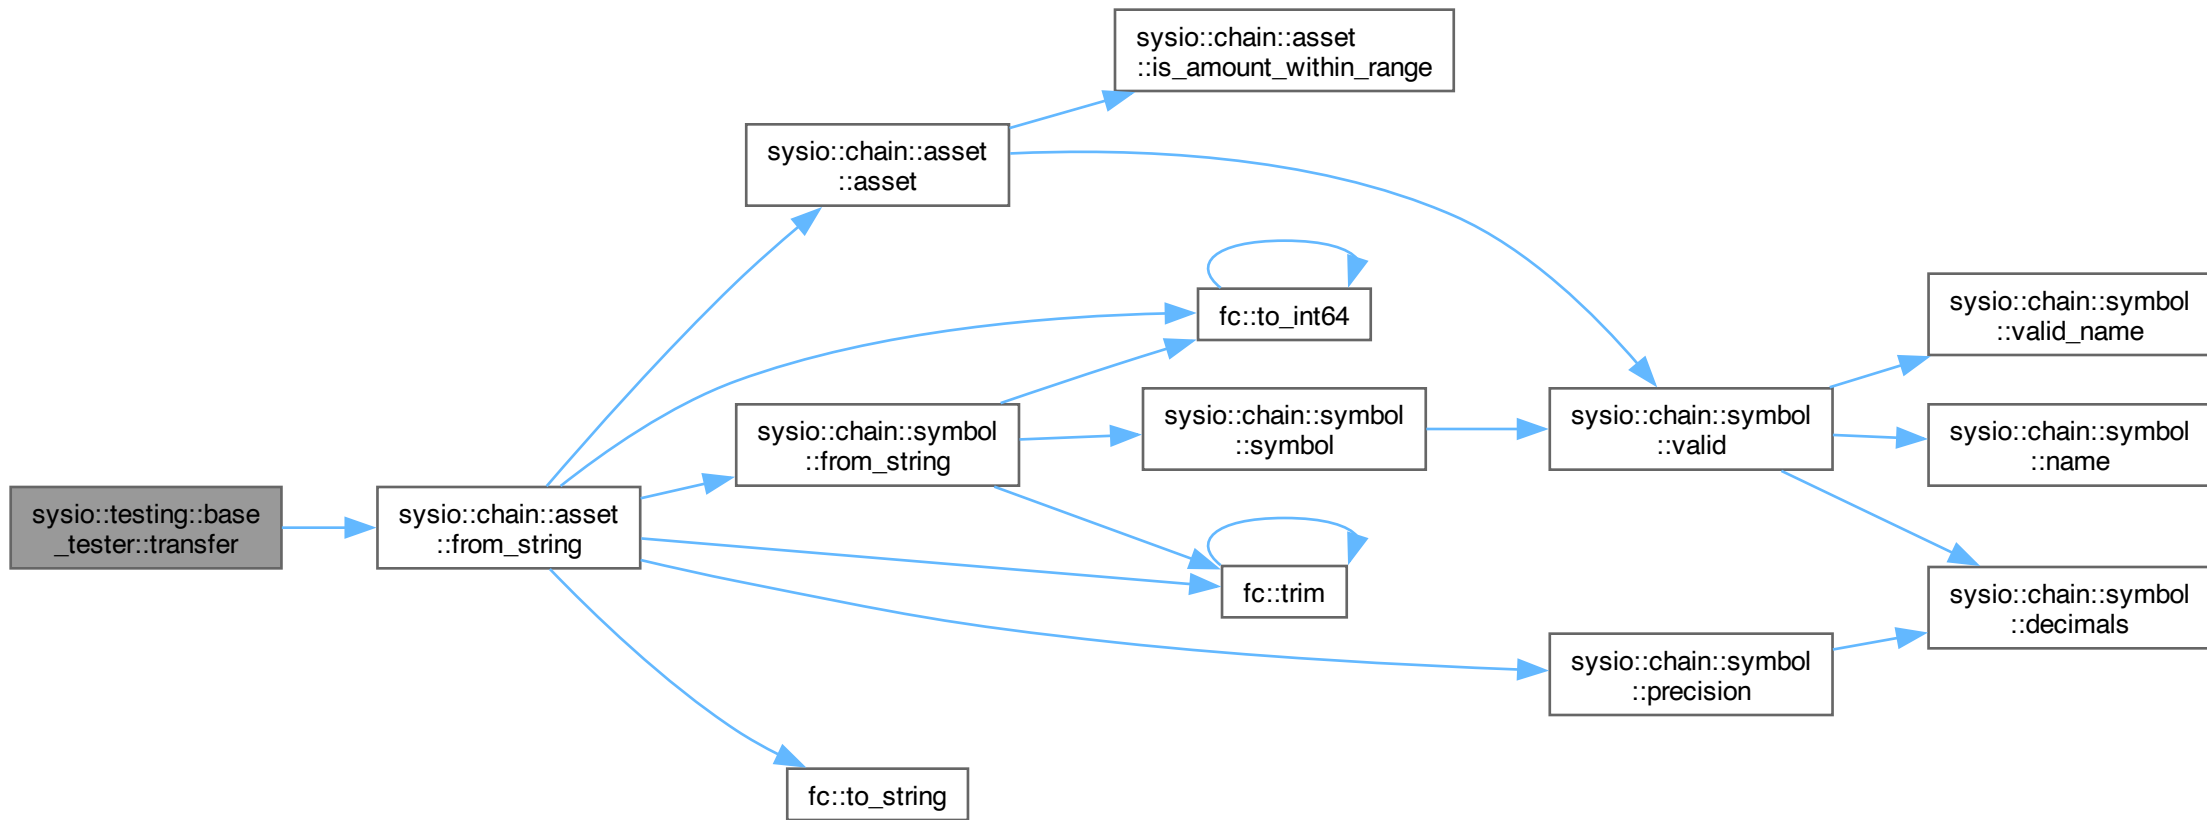 sysio::testing::base
_tester::transfer
sysio::chain::asset
::from_string
sysio::chain::asset
::asset
sysio::chain::asset
::is_amount_within_range
fc::to_int64
sysio::chain::symbol
::from_string
sysio::chain::symbol
::symbol
sysio::chain::symbol
::valid
sysio::chain::symbol
::valid_name
sysio::chain::symbol
::name
sysio::chain::symbol
::decimals
fc::trim
sysio::chain::symbol
::precision
fc::to_string